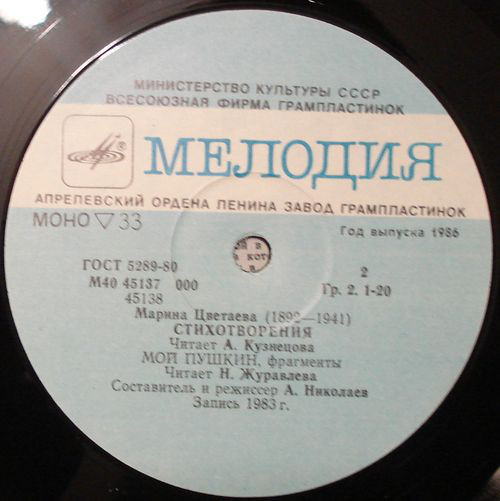 МИНИСТЕРСТВО КУЛЬТУРЫ СССР
ВСЕСОЮЗНАЯ ФИРМА ГРАМПЛАСТИНОК
®
МЕЛОДИЯ
АПРЕЛЕВСКИЙ ОРДЕНА ЛЕНИНА ЗАВОД ГРАМПЛАСТИНОК
МОНО ▽ 33
Год выпуска 1986
ГОСТ 5289-80
М40 45137 000
45138
2
Гр. 2. 1-20
Марина Цветаева (1892—1941)
СТИХОТВОРЕНИЯ
Читает А. Кузнецова
МОЙ ПУШКИН, фрагменты
Читает Н. Журавлева
Составитель и режиссер А. Николаев
Запись 1983 г.